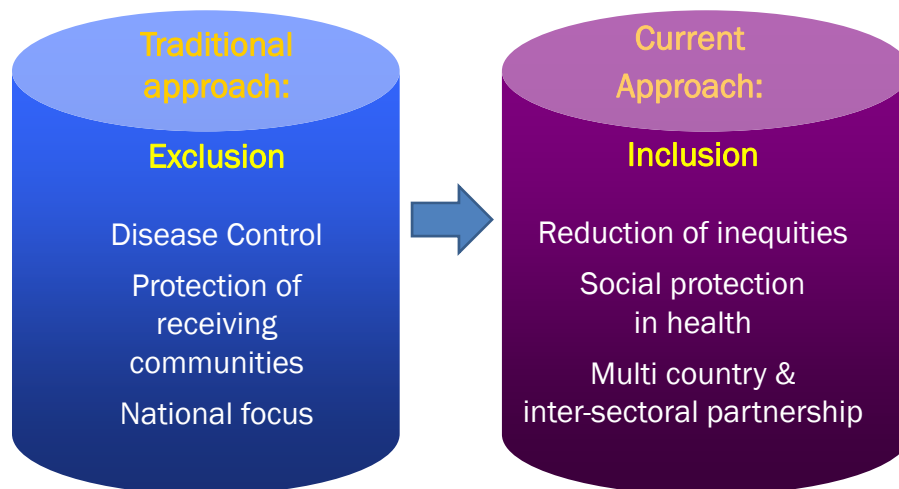 Traditional
approach:
Exclusion
Disease Control
Protection of
receiving
communities
National focus
Current
Approach:
Inclusion
Reduction of inequities
Social protection
in health
Multi country &
inter-sectoral partnership